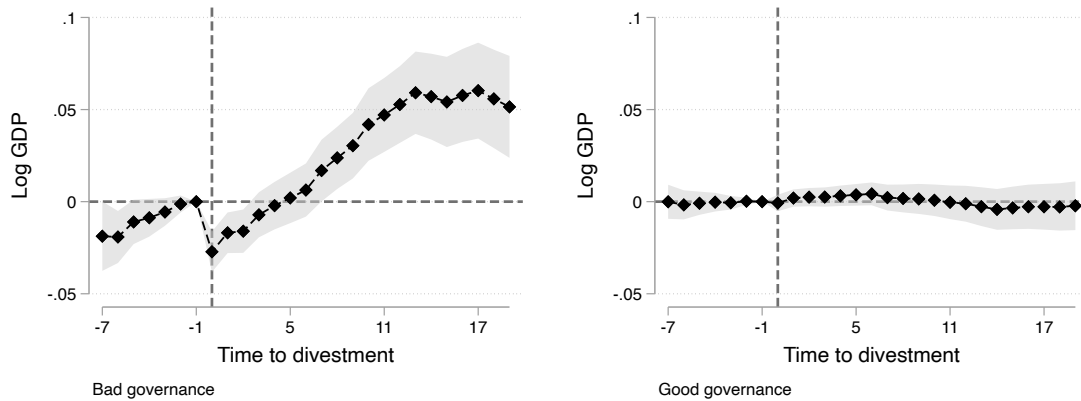 .1
.05
0
-.05
Log GDP
-7 -1 5 11 17
Time to divestment
Bad governance
.1
.05
0
-.05
Log GDP
-7 -1 5 11 17
Time to divestment
Good governance